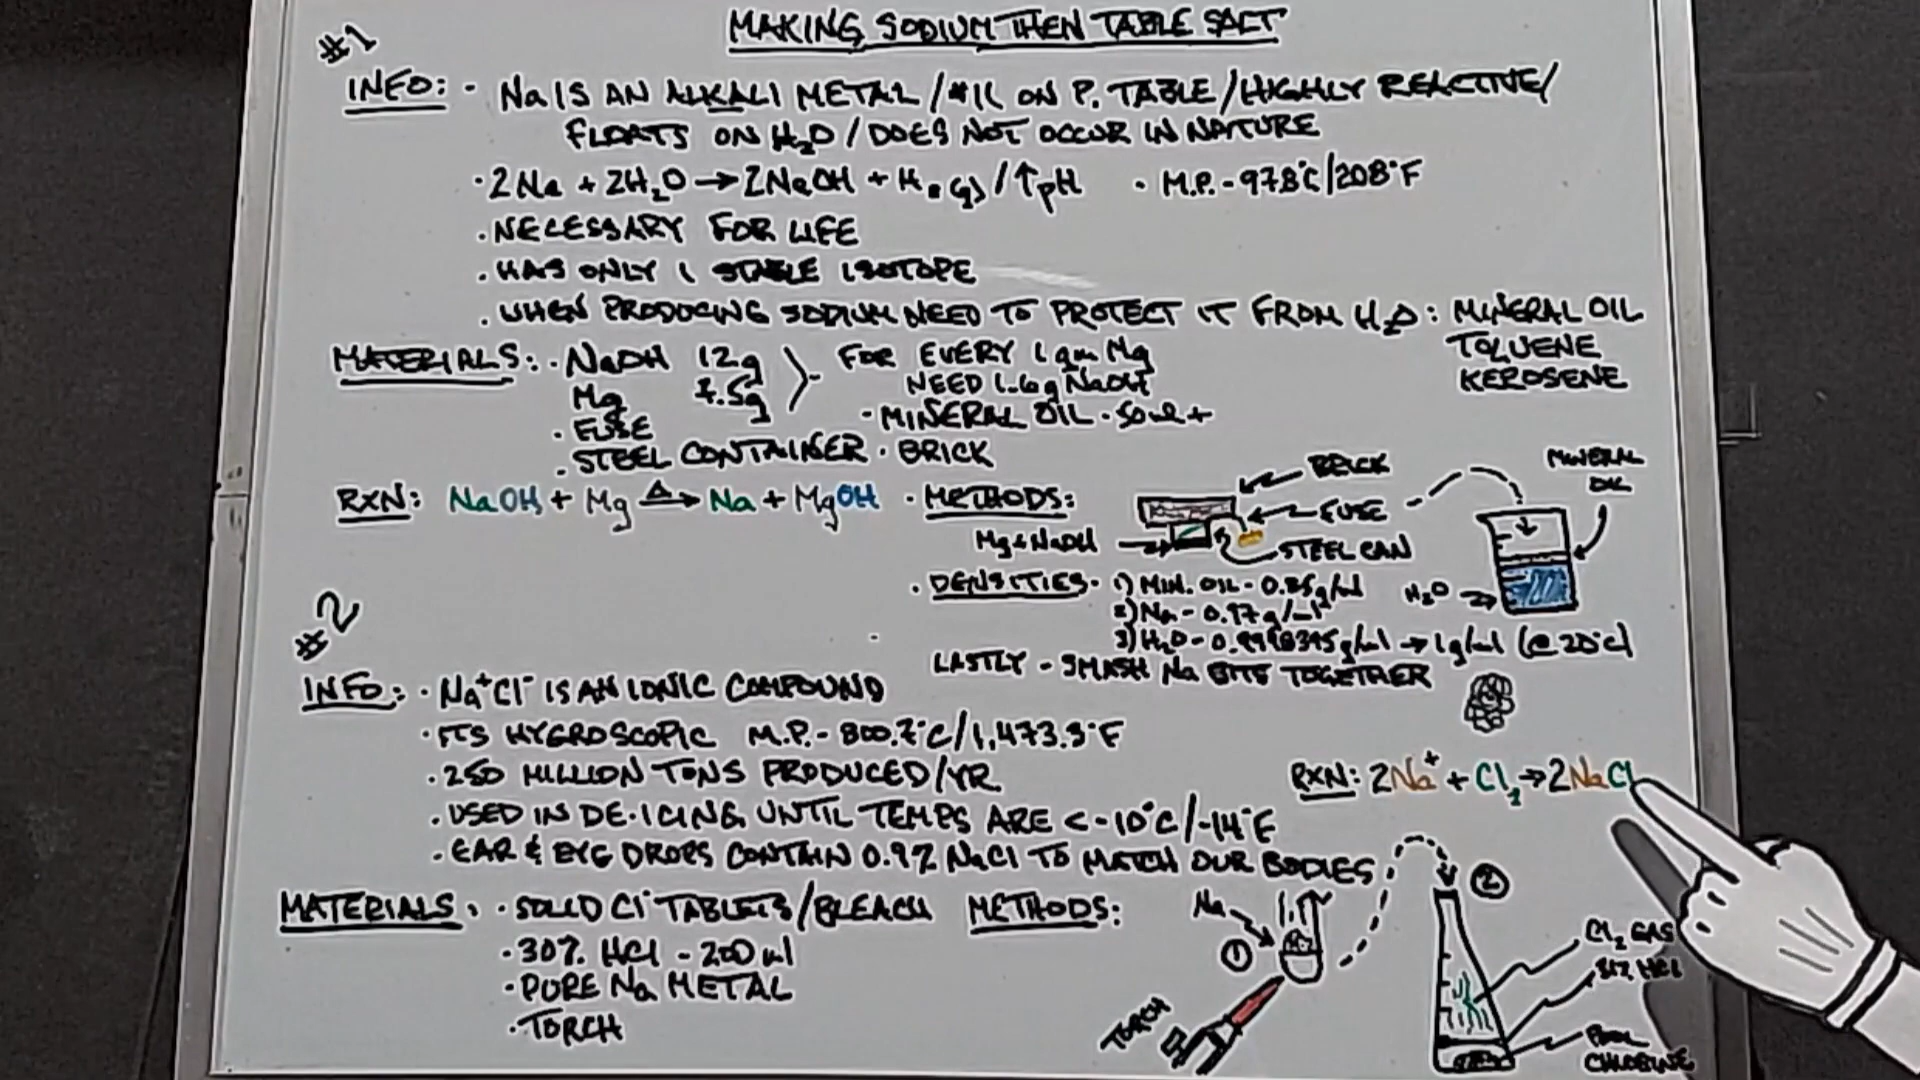 MAKING SODIUM THEN TABLE SALT
#1
INFO: · Na IS AN ALKALI METAL / #11 ON P. TABLE / HIGHLY REACTIVE /
FLOATS ON H₂O / DOES NOT OCCUR IN NATURE
· 2Na + 2H₂O → 2NaOH + H₂(g) / ↑pH · M.P. - 97.8°C/208°F
· NECESSARY FOR LIFE
· HAS ONLY 1 STABLE ISOTOPE
· WHEN PRODUCING SODIUM NEED TO PROTECT IT FROM H₂O: MINERAL OIL
TOLUENE
KEROSENE
MATERIALS: · NaOH 12g > - FOR EVERY 1 gm Mg
Mg 7.5g NEED 1.6g NaOH
· FUSE - MINERAL OIL - 50ml+
· STEEL CONTAINER · BRICK
RXN: NaOH + Mg △→ Na + MgOH · METHODS:
BRICK
FUSE
Mg + NaOH
STEEL CAN
MINERAL OIL
H₂O
· DENSITIES - 1) MIN. OIL - 0.85g/ml
2) Na - 0.97g/ml
3) H₂O - 0.9998395g/ml → 1g/ml (@ 20°C)
LASTLY - SMASH Na BITS TOGETHER
#2
INFO: · Na⁺Cl⁻ IS AN IONIC COMPOUND
· ITS HYGROSCOPIC M.P. - 800.7°C/1,473.3°F
· 250 MILLION TONS PRODUCED/YR
· USED IN DE-ICING UNTIL TEMPS ARE <-10°C/-14°F
· EAR & EYE DROPS CONTAIN 0.9% NaCl TO MATCH OUR BODIES
RXN: 2Na⁺ + Cl₂ → 2NaCl
MATERIALS: · SOLID Cl⁻ TABLETS/BLEACH
· 30% HCl - 200 ml
· PURE Na METAL
· TORCH
METHODS:
Na
①
TORCH
②
Cl₂ GAS
31% HCl
POOL CHLORINE